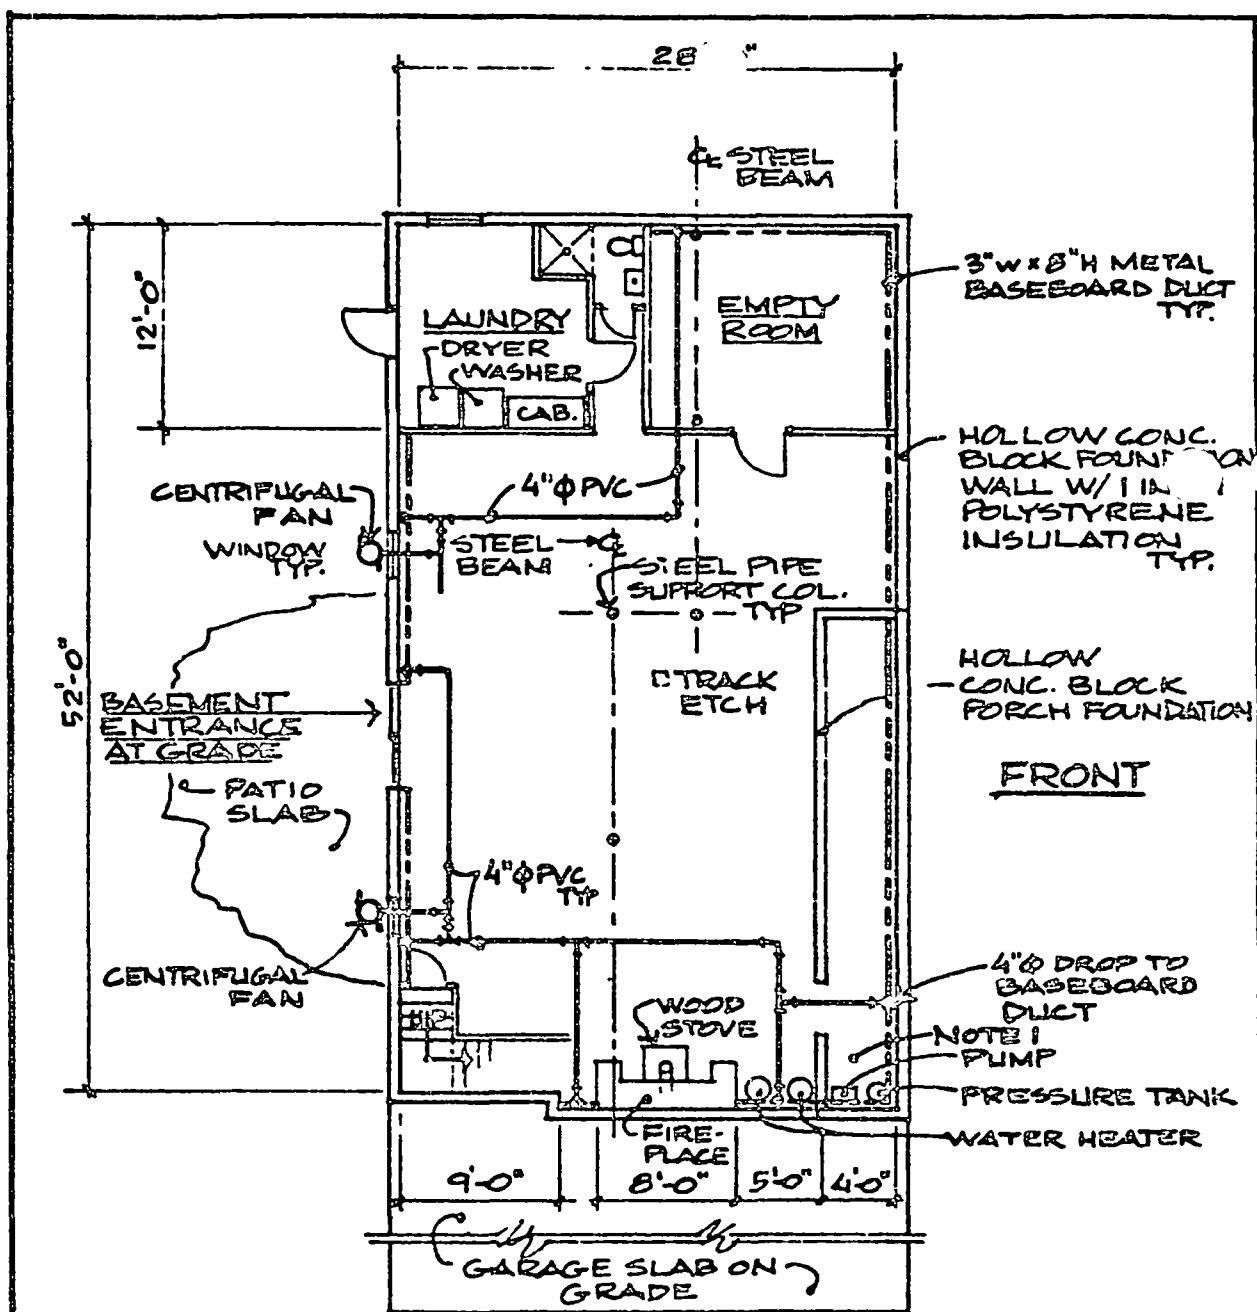 28' "
℄ STEEL
BEAM
3"W x 8"H METAL
BASEBOARD DUCT
TYP.
12'-0"
LAUNDRY
DRYER
WASHER
CAB.
EMPTY
ROOM
HOLLOW CONC.
BLOCK
WALL W/ 1 IN
POLYSTYRENE
INSULATION
TYP.
CENTRIFUGAL
FAN
WINDOW
TYP.
4"Φ PVC
STEEL
BEAM
℄
STEEL PIPE
SUPPORT COL.
TYP
52'-0"
BASEMENT
ENTRANCE
AT GRADE
TRACK
ETCH
HOLLOW
CONC. BLOCK
PORCH FOUNDATION
FRONT
PATIO
SLAB
4"Φ PVC
TYP
CENTRIFUGAL
FAN
4"Φ DROP TO
BASEBOARD
DUCT
WOOD
STOVE
NOTE 1
PUMP
PRESSURE TANK
WATER HEATER
FIRE-
PLACE
9'-0"
8'-0"
5'-0"
4'-0"
GARAGE SLAB ON
GRADE